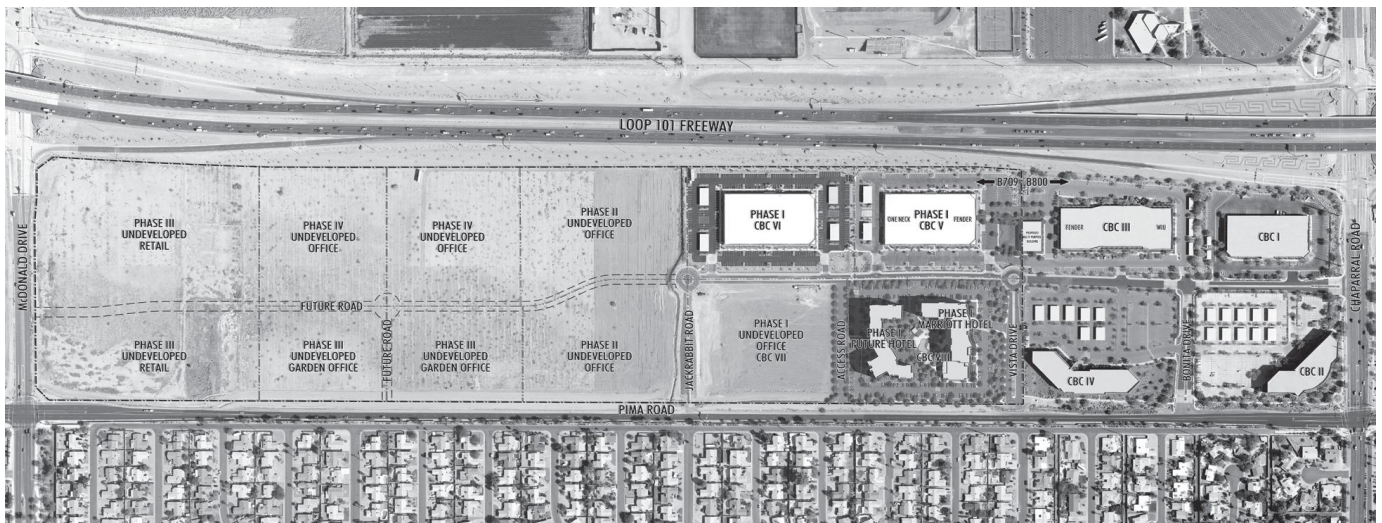 LOOP 101 FREEWAY
B709 B800
PHASE III
UNDEVELOPED
RETAIL
PHASE IV
UNDEVELOPED
OFFICE
PHASE IV
UNDEVELOPED
OFFICE
PHASE II
UNDEVELOPED
OFFICE
PHASE I
CBC VI
ONE NECK
PHASE I
CBC V
FENDER
FENDER
CBC III
CBC I
McDONALD DRIVE
FUTURE ROAD
FUTURE ROAD
JACKRABBIT ROAD
ACCESS ROAD
VISTA DRIVE
BONITA DRIVE
CHAPARRAL ROAD
PHASE III
UNDEVELOPED
RETAIL
PHASE III
UNDEVELOPED
GARDEN OFFICE
PHASE III
UNDEVELOPED
GARDEN OFFICE
PHASE II
UNDEVELOPED
OFFICE
PHASE I
UNDEVELOPED
OFFICE
CBC VII
PHASE I
FUTURE HOTEL
PHASE I
MARRIOTT HOTEL
CBC VIII
CBC IV
CBC II
PIMA ROAD